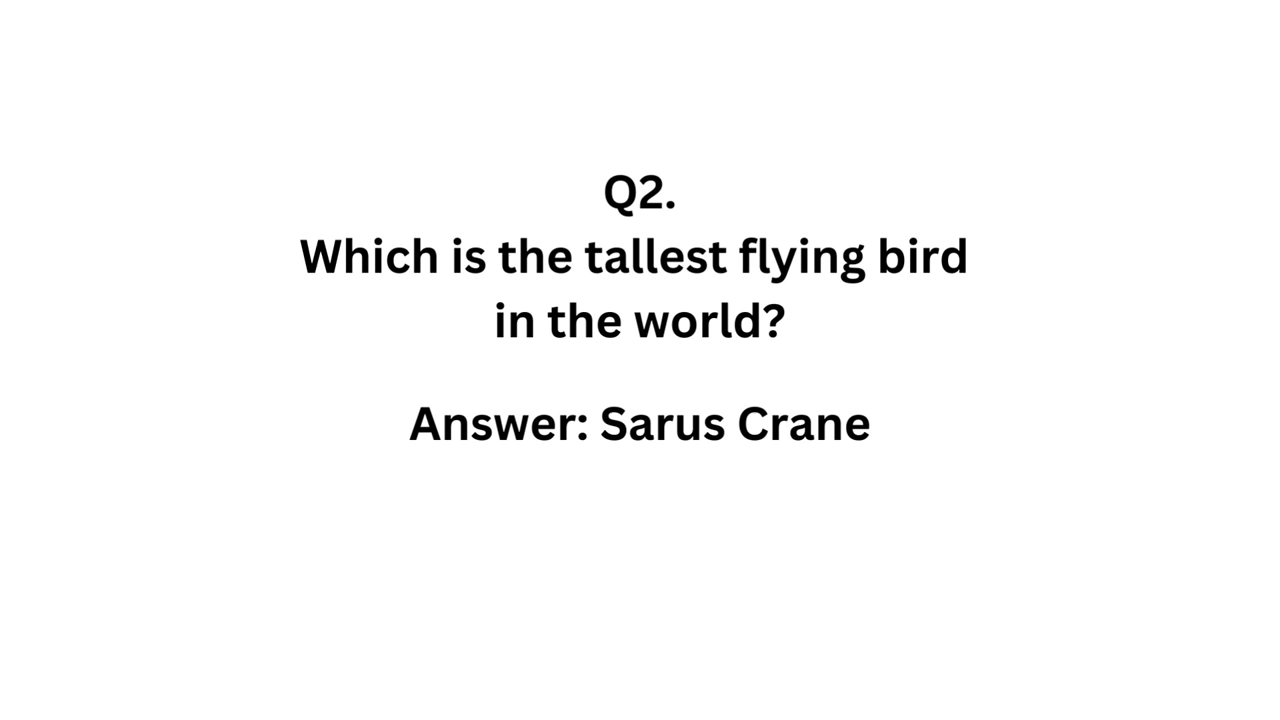 Q2.
Which is the tallest flying bird
in the world?
Answer: Sarus Crane